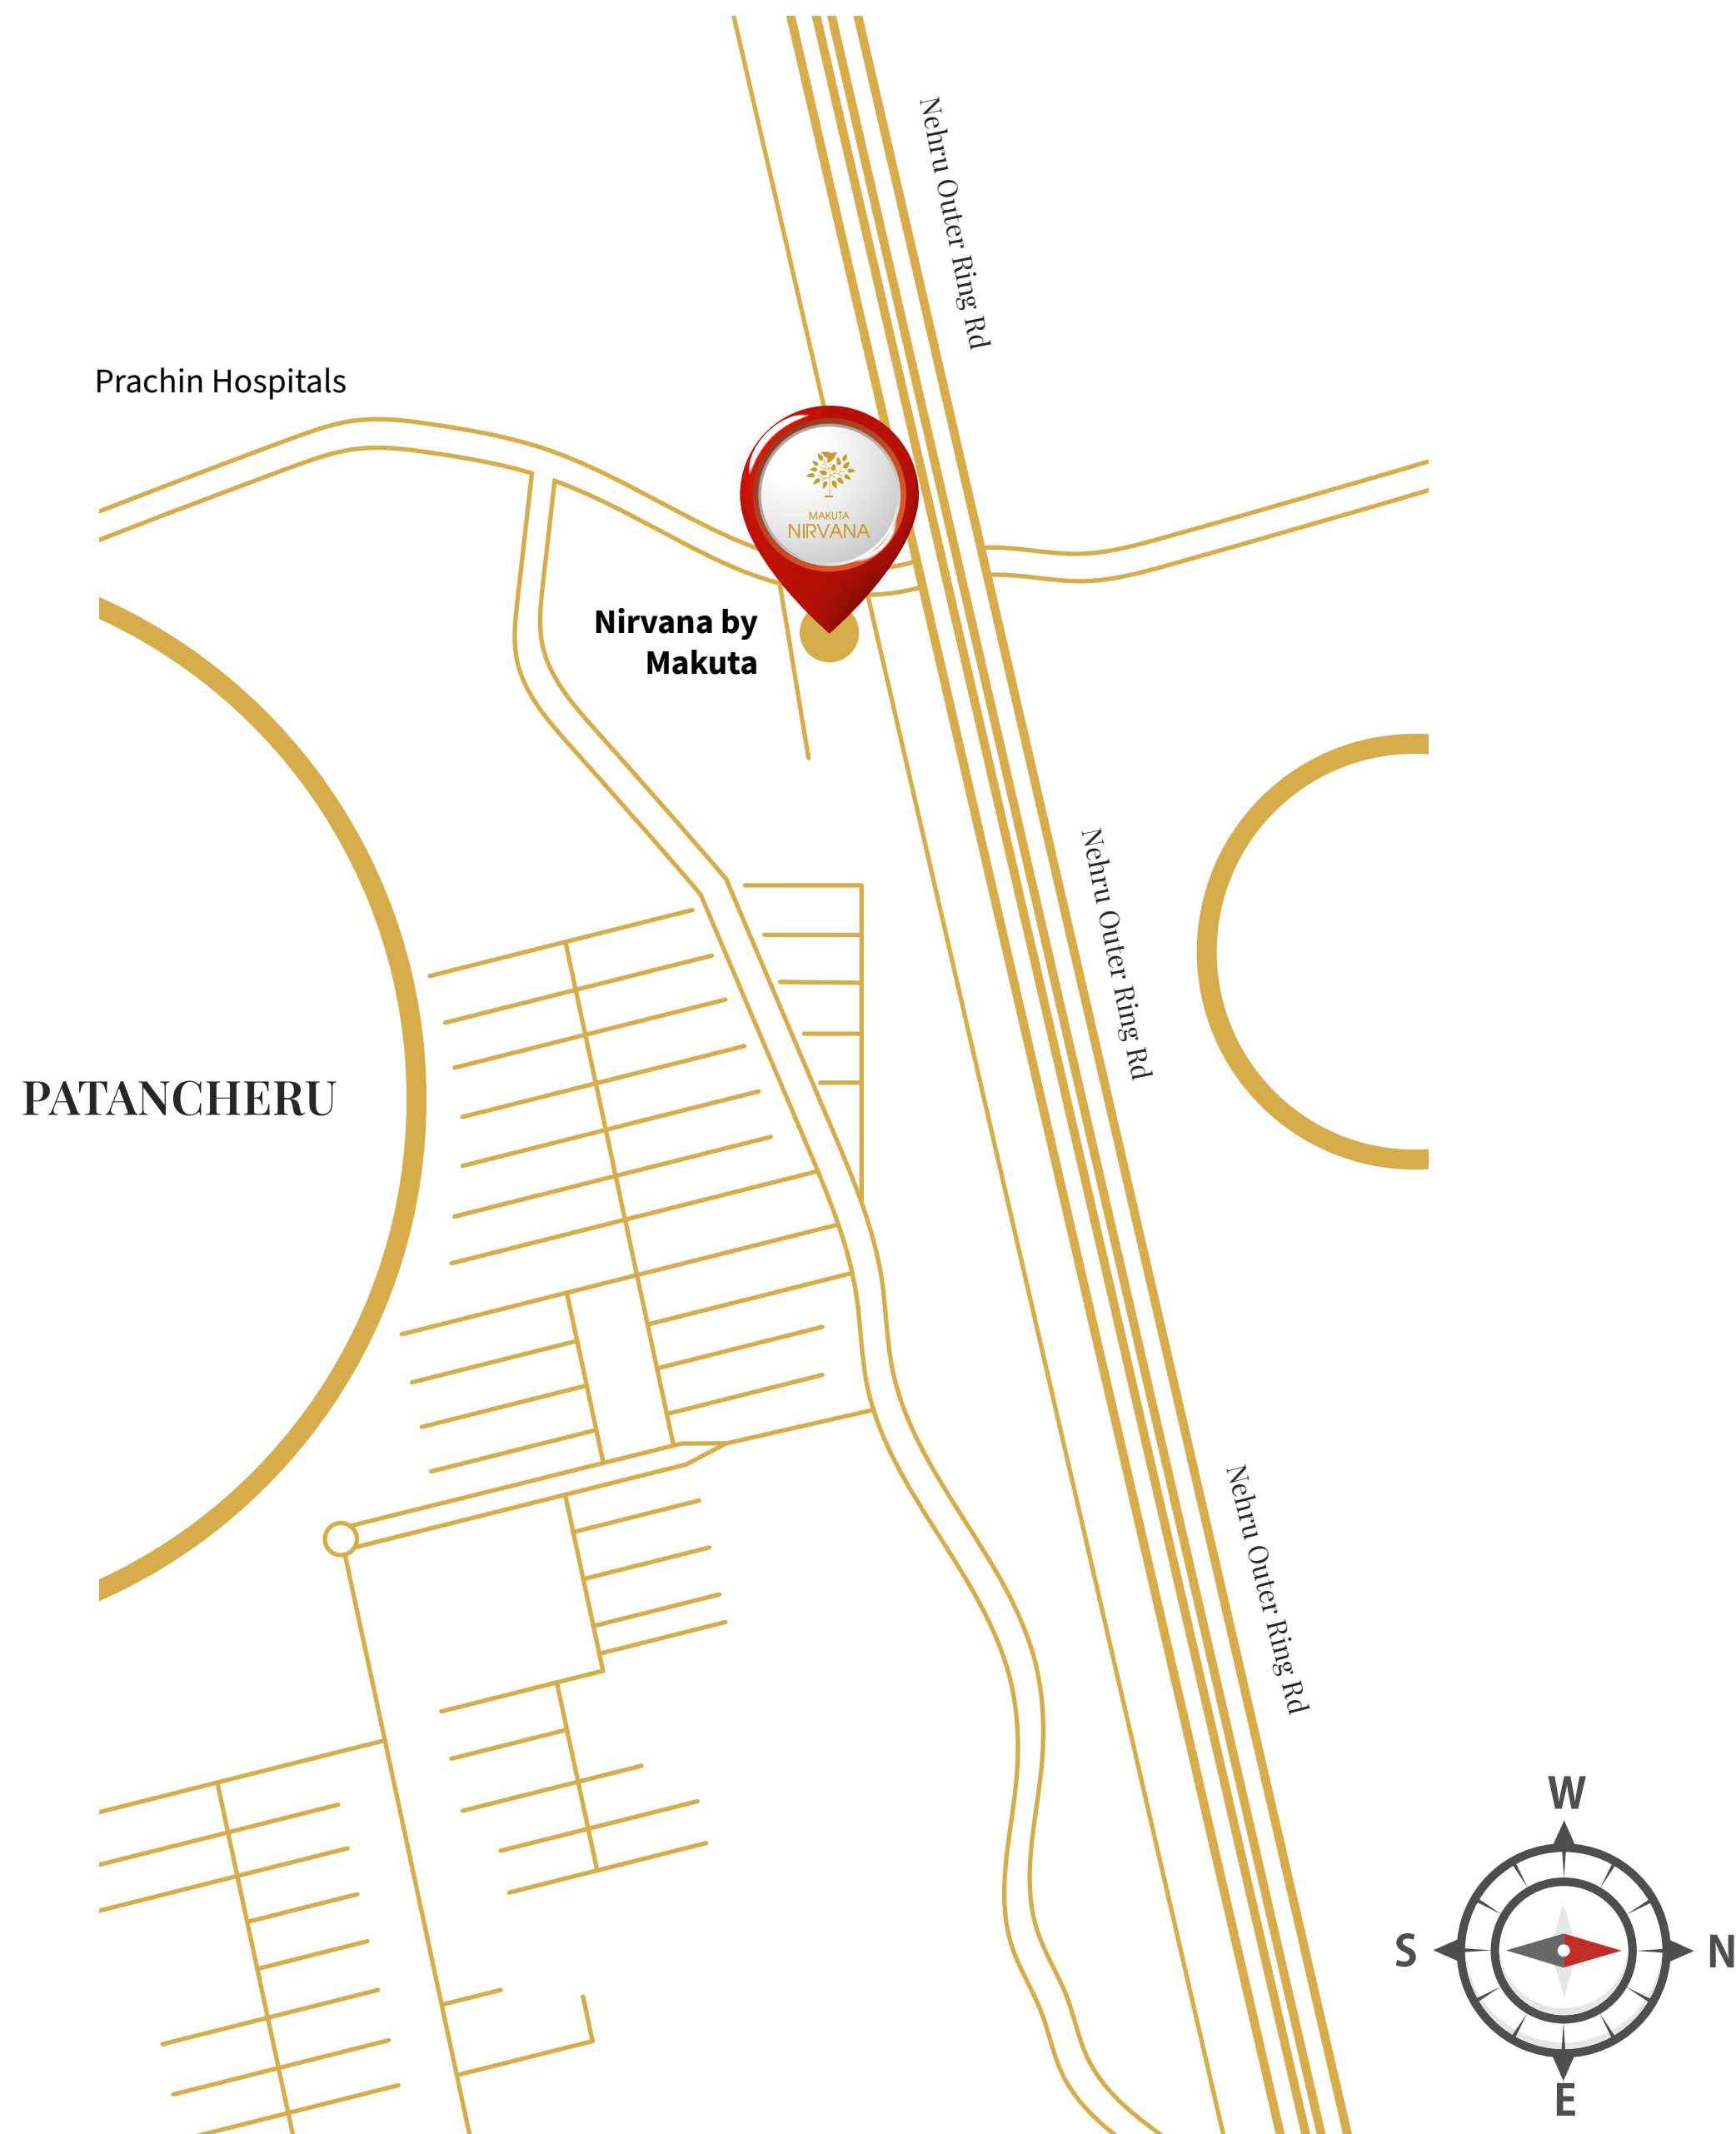 Nehru Outer Ring Rd
Prachin Hospitals
MAKUTA
NIRVANA
Nirvana by
Makuta
Nehru Outer Ring Rd
PATANCHERU
Nehru Outer Ring Rd
W
S
N
E